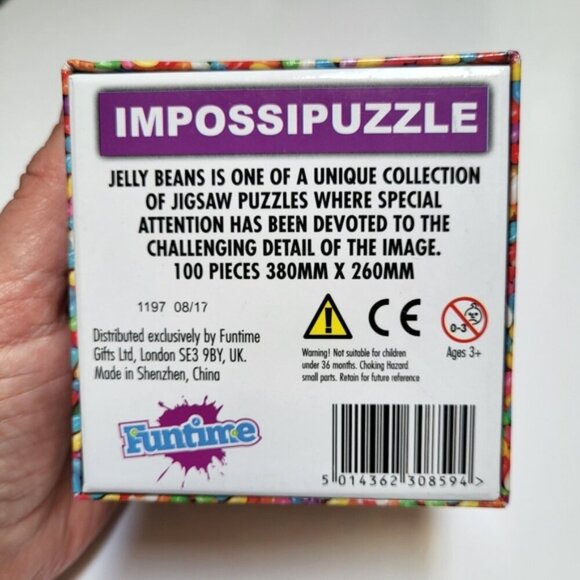 IMPOSSIPUZZLE
JELLY BEANS IS ONE OF A UNIQUE COLLECTION
OF JIGSAW PUZZLES WHERE SPECIAL
ATTENTION HAS BEEN DEVOTED TO THE
CHALLENGING DETAIL OF THE IMAGE.
100 PIECES 380MM X 260MM
1197 08/17
Distributed exclusively by Funtime
Gifts Ltd, London SE3 9BY, UK.
Made in Shenzhen, China
!
CE
0-3
Ages 3+
Warning! Not suitable for children
under 36 months. Choking Hazard
small parts. Retain for future reference
Funtime
5 014362 308594 >